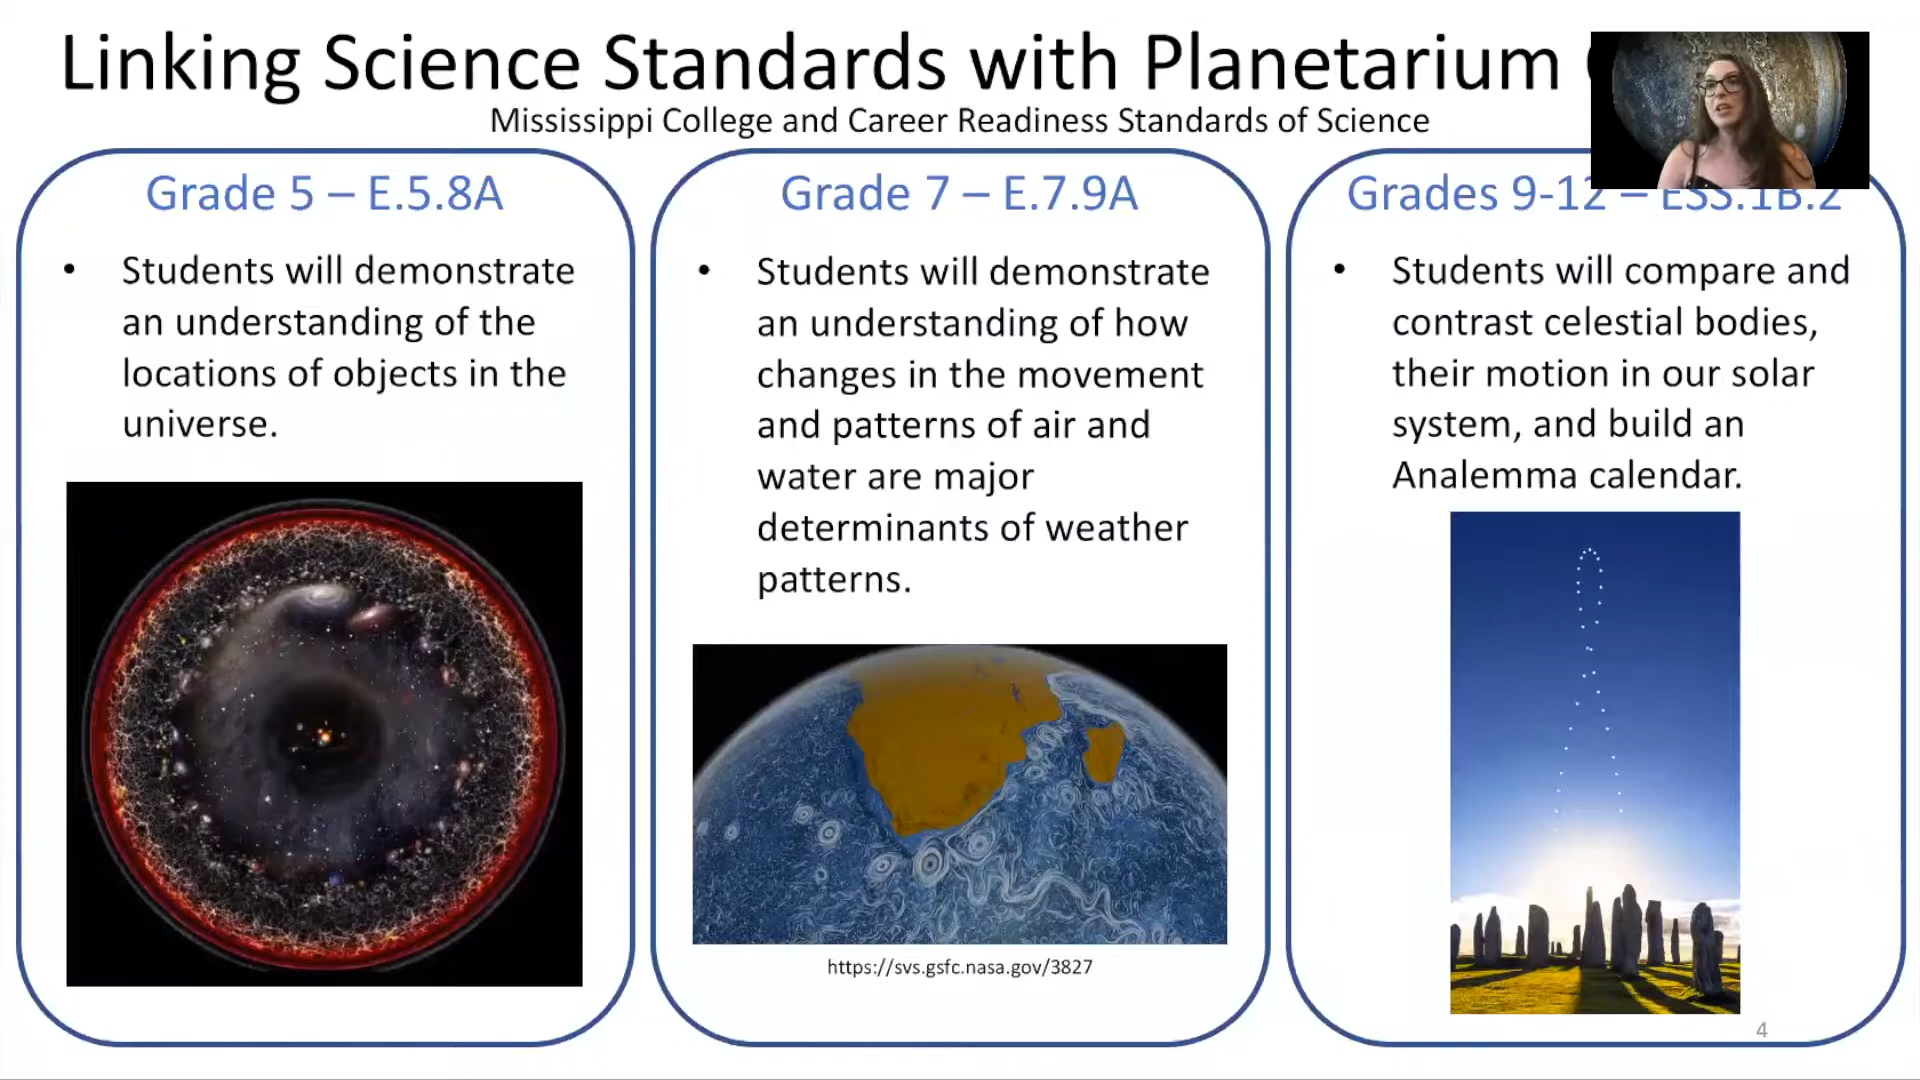 Linking Science Standards with Planetarium
Mississippi College and Career Readiness Standards of Science
Grade 5 – E.5.8A
• Students will demonstrate
an understanding of the
locations of objects in the
universe.
Grade 7 – E.7.9A
• Students will demonstrate
an understanding of how
changes in the movement
and patterns of air and
water are major
determinants of weather
patterns.
https://svs.gsfc.nasa.gov/3827
Grades 9-12 – ESS.1B.2
• Students will compare and
contrast celestial bodies,
their motion in our solar
system, and build an
Analemma calendar.
4